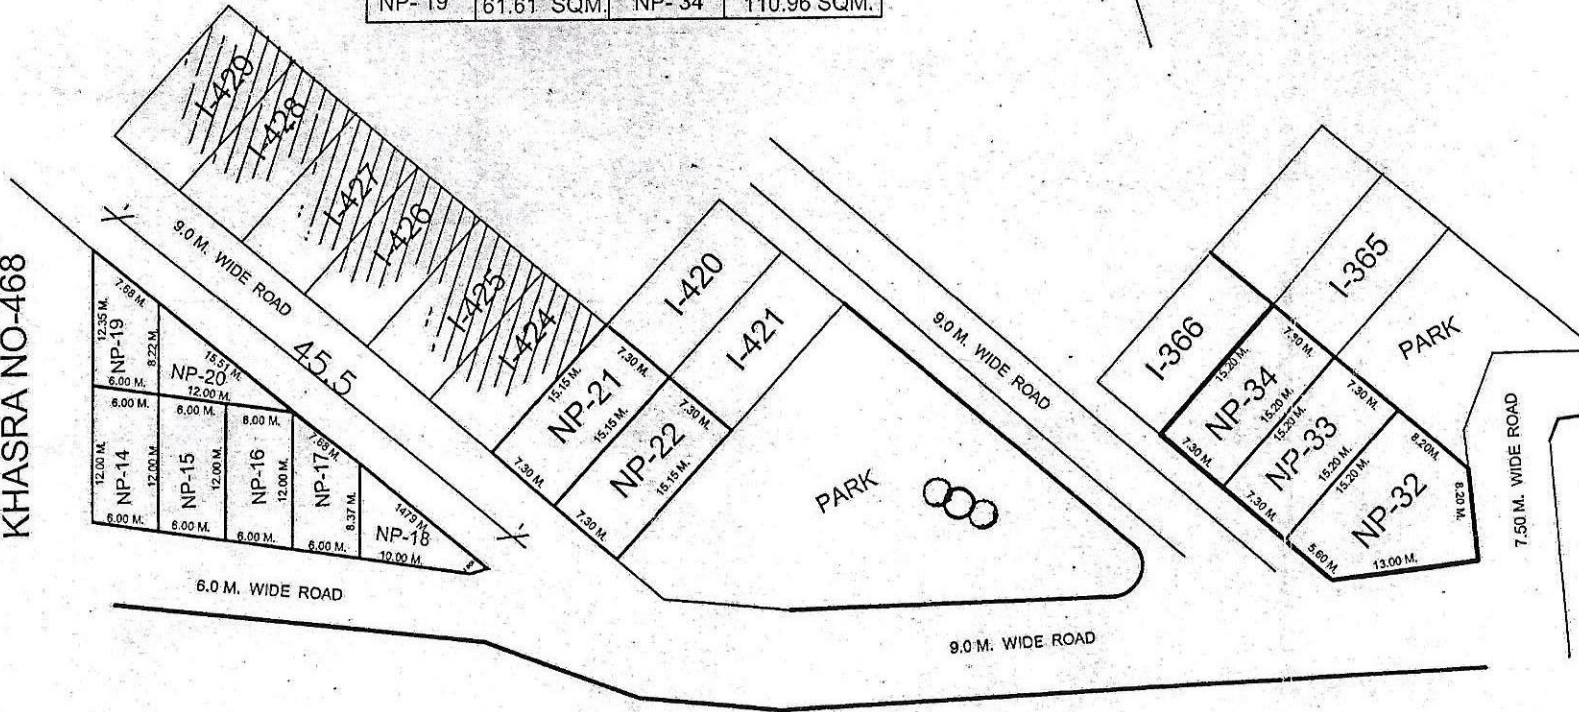 NP- 19 61.61 SQM. NP- 34 110.96 SQM.
KHASRA NO-468
I-429
I-428
I-427
I-426
I-425
I-424
9.0 M. WIDE ROAD
45.5
7.68 M.
12.35 M.
NP-19
8.22 M.
6.00 M.
15.57 M.
NP-20
12.00 M.
6.00 M.
12.00 M.
NP-14
12.00 M
6.00 M.
6.00 M.
NP-15
12.00 M.
6.00 M.
6.00 M.
NP-16
12.00 M.
6.00 M.
7.68 M.
NP-17
8.37 M.
6.00 M.
1479 M.
NP-18
10.00 M.
6.0 M. WIDE ROAD
I-420
I-421
7.30 M.
15.15 M.
NP-21
15.15 M.
7.30 M.
7.30 M.
NP-22
15.15 M.
7.30 M.
PARK
9.0 M. WIDE ROAD
I-366
I-365
PARK
7.30 M.
15.20 M.
NP-34
15.20 M.
7.30 M.
7.30 M.
15.20 M.
NP-33
15.20 M.
7.30 M.
8.20M.
15.20 M.
NP-32
8.20 M.
5.60 M.
13.00 M.
7.50 M. WIDE ROAD
9.0 M. WIDE ROAD